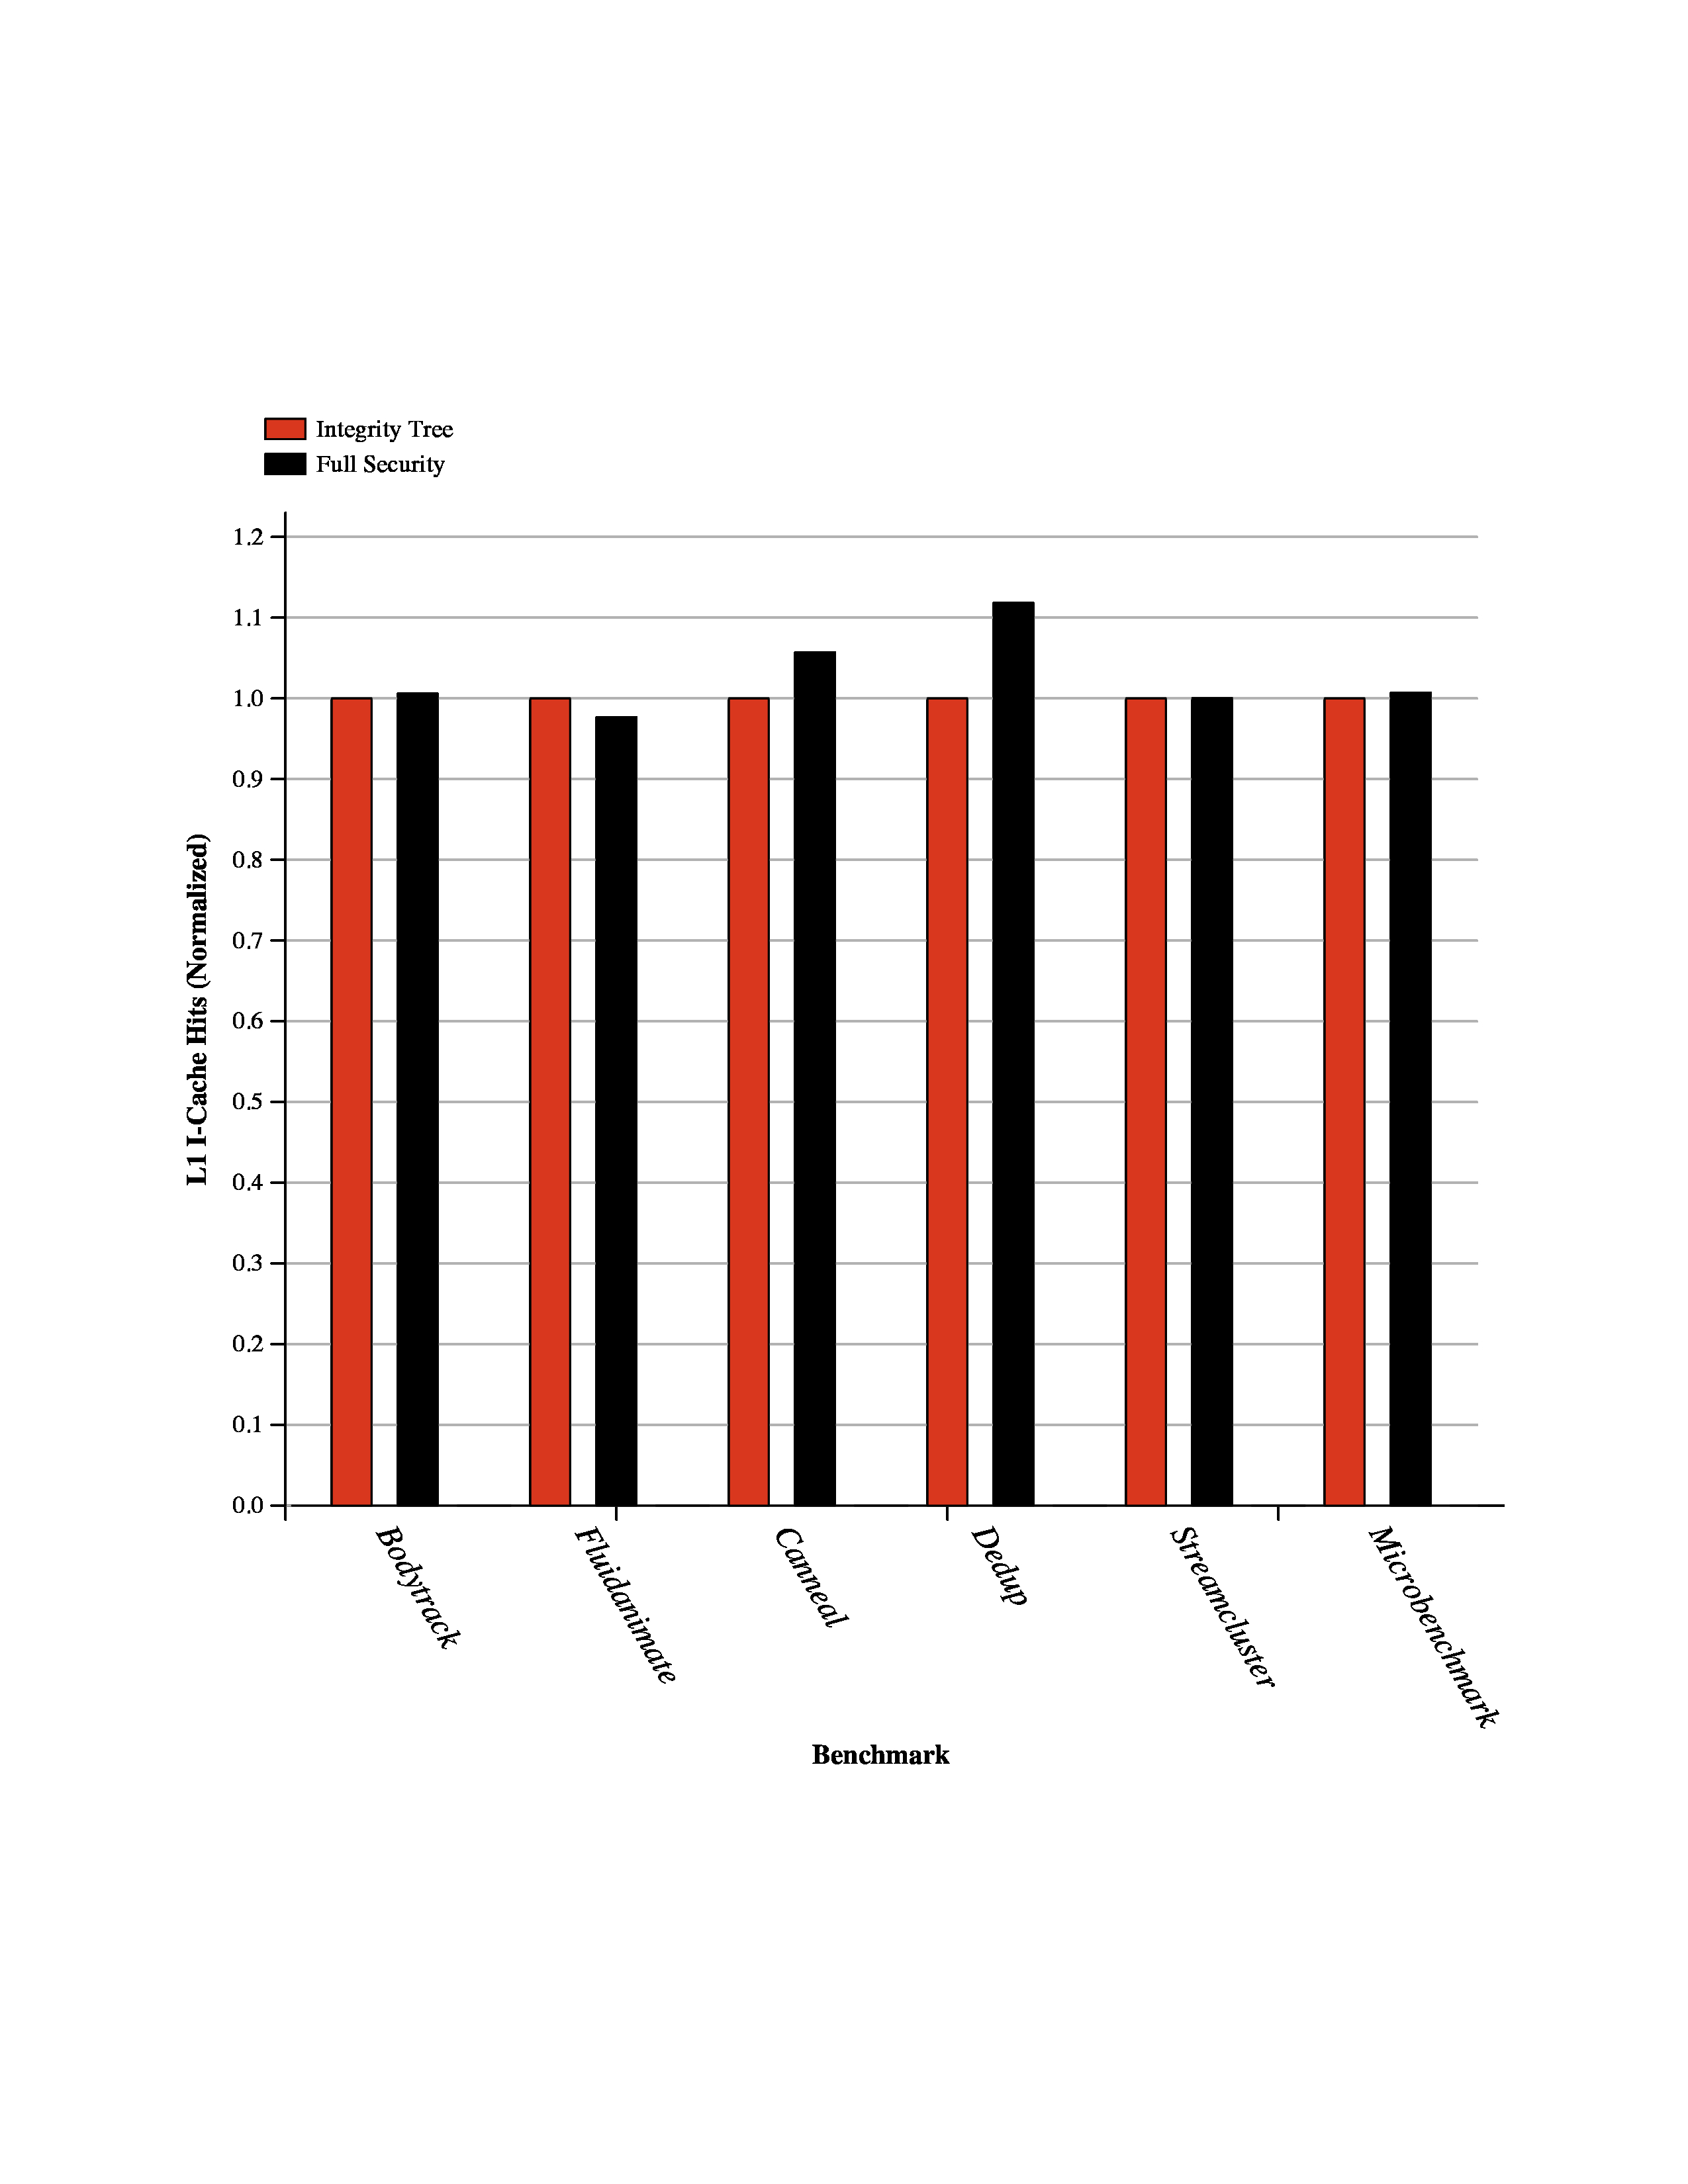 Integrity Tree
Full Security
1.2
1.1
1.0
0.9
0.8
0.7
0.6
0.5
0.4
0.3
0.2
0.1
0.0
L1 I-Cache Hits (Normalized)
Bodytrack
Fluidanimate
Canneal
Dedup
Streamcluster
Microbenchmark
Benchmark